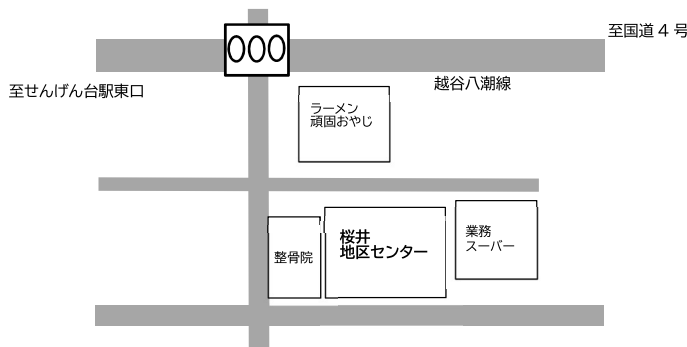 至国道４号
至せんげん台駅東口
越谷八潮線
ラーメン
頑固おやじ
整骨院
桜井
地区センター
業務
スーパー